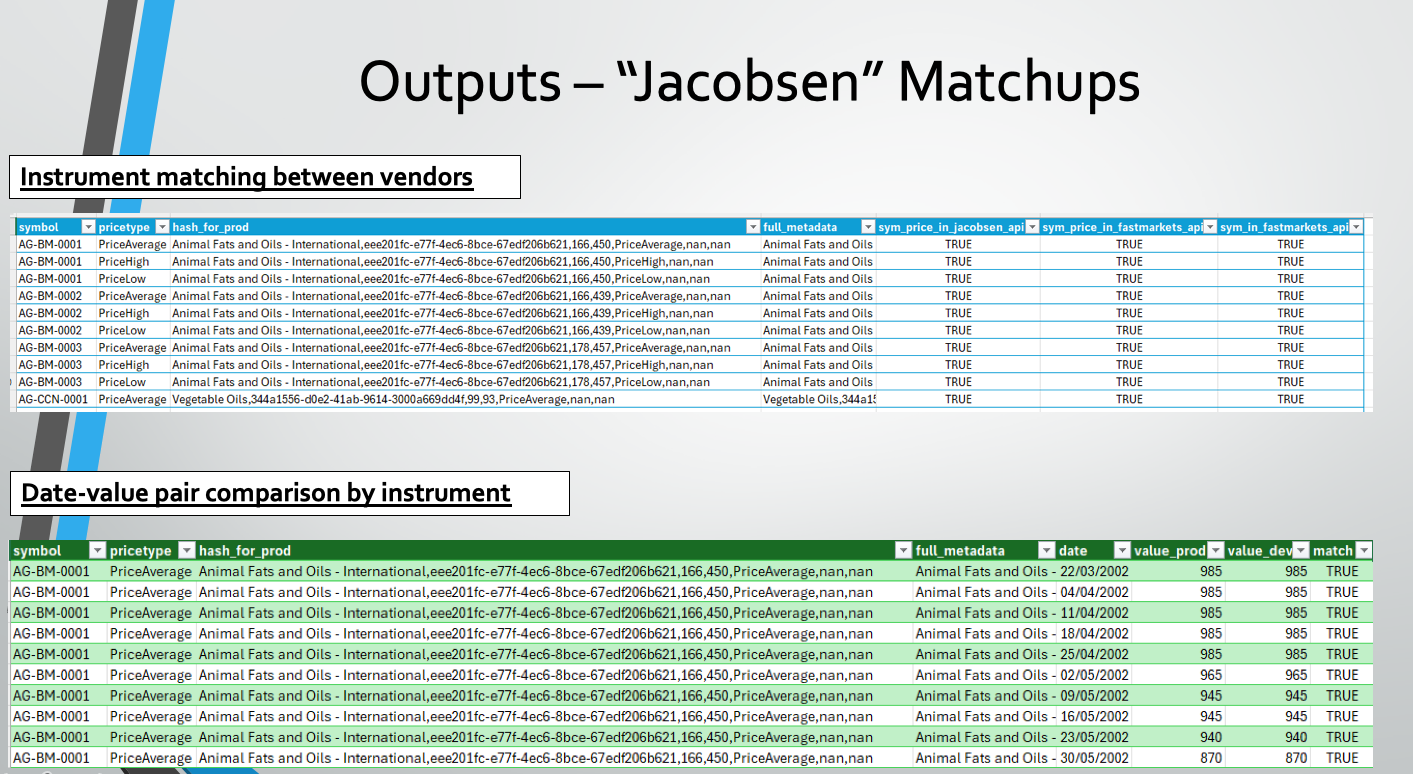 Outputs – “Jacobsen” Matchups
Instrument matching between vendors
symbol pricetype hash_for_prod full_metadata sym_price_in_jacobsen_api sym_price_in_fastmarkets_api sym_in_fastmarkets_api
AG-BM-0001 PriceAverage Animal Fats and Oils - International,eee201fc-e77f-4ec6-8bce-67edf206b621,166,450,PriceAverage,nan,nan Animal Fats and Oils TRUE TRUE TRUE
AG-BM-0001 PriceHigh Animal Fats and Oils - International,eee201fc-e77f-4ec6-8bce-67edf206b621,166,450,PriceHigh,nan,nan Animal Fats and Oils TRUE TRUE TRUE
AG-BM-0001 PriceLow Animal Fats and Oils - International,eee201fc-e77f-4ec6-8bce-67edf206b621,166,450,PriceLow,nan,nan Animal Fats and Oils TRUE TRUE TRUE
AG-BM-0002 PriceAverage Animal Fats and Oils - International,eee201fc-e77f-4ec6-8bce-67edf206b621,166,439,PriceAverage,nan,nan Animal Fats and Oils TRUE TRUE TRUE
AG-BM-0002 PriceHigh Animal Fats and Oils - International,eee201fc-e77f-4ec6-8bce-67edf206b621,166,439,PriceHigh,nan,nan Animal Fats and Oils TRUE TRUE TRUE
AG-BM-0002 PriceLow Animal Fats and Oils - International,eee201fc-e77f-4ec6-8bce-67edf206b621,166,439,PriceLow,nan,nan Animal Fats and Oils TRUE TRUE TRUE
AG-BM-0003 PriceAverage Animal Fats and Oils - International,eee201fc-e77f-4ec6-8bce-67edf206b621,178,457,PriceAverage,nan,nan Animal Fats and Oils TRUE TRUE TRUE
AG-BM-0003 PriceHigh Animal Fats and Oils - International,eee201fc-e77f-4ec6-8bce-67edf206b621,178,457,PriceHigh,nan,nan Animal Fats and Oils TRUE TRUE TRUE
AG-BM-0003 PriceLow Animal Fats and Oils - International,eee201fc-e77f-4ec6-8bce-67edf206b621,178,457,PriceLow,nan,nan Animal Fats and Oils TRUE TRUE TRUE
AG-CCN-0001 PriceAverage Vegetable Oils,344a1556-d0e2-41ab-9614-3000a669dd4f,99,93,PriceAverage,nan,nan Vegetable Oils,344a15 TRUE TRUE TRUE
Date-value pair comparison by instrument
symbol pricetype hash_for_prod full_metadata date value_prod value_dev match
AG-BM-0001 PriceAverage Animal Fats and Oils - International,eee201fc-e77f-4ec6-8bce-67edf206b621,166,450,PriceAverage,nan,nan Animal Fats and Oils - 22/03/2002 985 985 TRUE
AG-BM-0001 PriceAverage Animal Fats and Oils - International,eee201fc-e77f-4ec6-8bce-67edf206b621,166,450,PriceAverage,nan,nan Animal Fats and Oils - 04/04/2002 985 985 TRUE
AG-BM-0001 PriceAverage Animal Fats and Oils - International,eee201fc-e77f-4ec6-8bce-67edf206b621,166,450,PriceAverage,nan,nan Animal Fats and Oils - 11/04/2002 985 985 TRUE
AG-BM-0001 PriceAverage Animal Fats and Oils - International,eee201fc-e77f-4ec6-8bce-67edf206b621,166,450,PriceAverage,nan,nan Animal Fats and Oils - 18/04/2002 985 985 TRUE
AG-BM-0001 PriceAverage Animal Fats and Oils - International,eee201fc-e77f-4ec6-8bce-67edf206b621,166,450,PriceAverage,nan,nan Animal Fats and Oils - 25/04/2002 985 985 TRUE
AG-BM-0001 PriceAverage Animal Fats and Oils - International,eee201fc-e77f-4ec6-8bce-67edf206b621,166,450,PriceAverage,nan,nan Animal Fats and Oils - 02/05/2002 965 965 TRUE
AG-BM-0001 PriceAverage Animal Fats and Oils - International,eee201fc-e77f-4ec6-8bce-67edf206b621,166,450,PriceAverage,nan,nan Animal Fats and Oils - 09/05/2002 945 945 TRUE
AG-BM-0001 PriceAverage Animal Fats and Oils - International,eee201fc-e77f-4ec6-8bce-67edf206b621,166,450,PriceAverage,nan,nan Animal Fats and Oils - 16/05/2002 945 945 TRUE
AG-BM-0001 PriceAverage Animal Fats and Oils - International,eee201fc-e77f-4ec6-8bce-67edf206b621,166,450,PriceAverage,nan,nan Animal Fats and Oils - 23/05/2002 940 940 TRUE
AG-BM-0001 PriceAverage Animal Fats and Oils - International,eee201fc-e77f-4ec6-8bce-67edf206b621,166,450,PriceAverage,nan,nan Animal Fats and Oils - 30/05/2002 870 870 TRUE